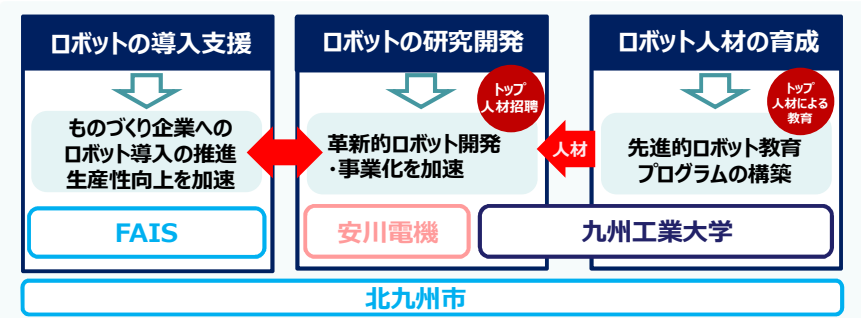 ロボットの導入支援
ものづくり企業への
ロボット導入の推進
生産性向上を加速
FAIS
ロボットの研究開発
トップ
人材招聘
革新的ロボット開発
・事業化を加速
安川電機
人材
ロボット人材の育成
トップ
人材による
教育
先進的ロボット教育
プログラムの構築
九州工業大学
北九州市